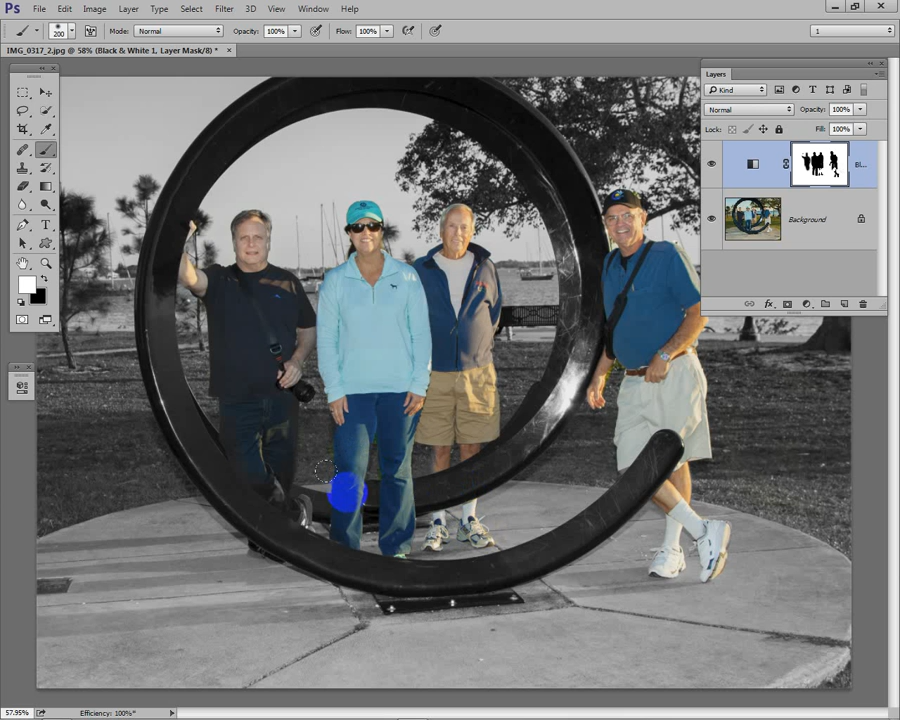 Ps File Edit Image Layer Type Select Filter 3D View Window Help
200 Mode: Normal Opacity: 100% Flow: 100% 1
IMG_0317_2.jpg @ 58% (Black & White 1, Layer Mask/8) * ×
Layers
Kind T
Normal Opacity: 100%
Lock: Fill: 100%
Bl...
Background
T
fx
57.95% Efficiency: 100%*